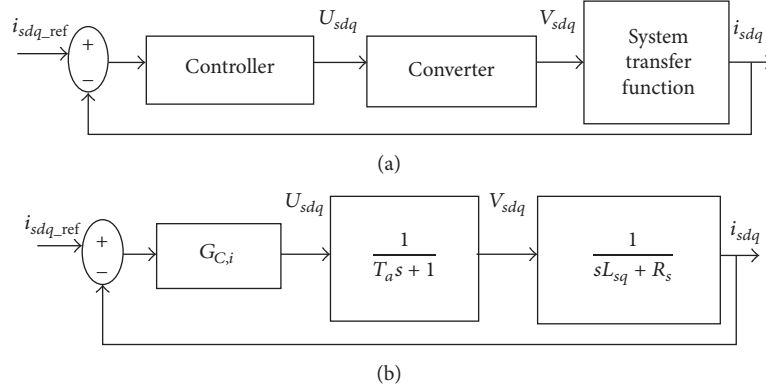 i_sdq_ref
+
−
Controller
U_sdq
Converter
V_sdq
System
transfer
function
i_sdq
(a)
i_sdq_ref
+
−
G_C,i
U_sdq
1
T_a s + 1
V_sdq
1
sL_sq + R_s
i_sdq
(b)